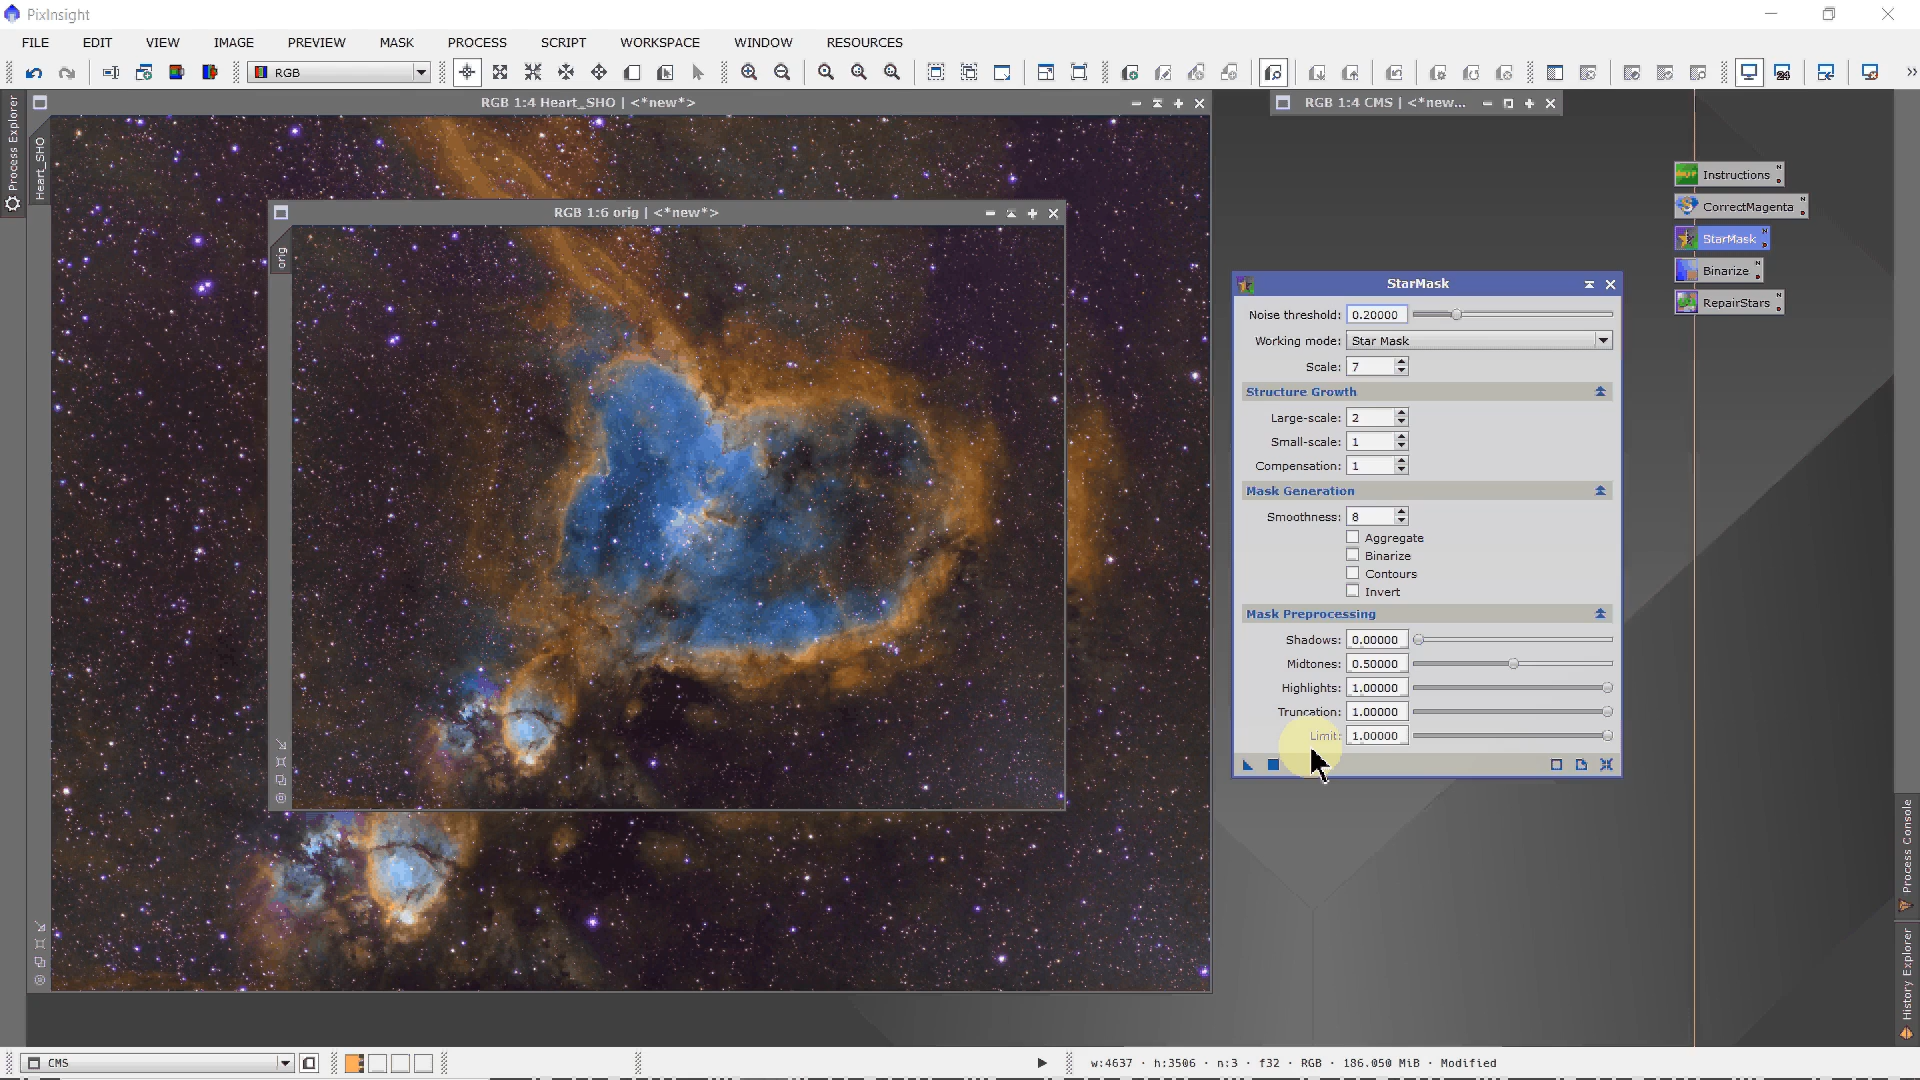 PixInsight
FILE EDIT VIEW IMAGE PREVIEW MASK PROCESS SCRIPT WORKSPACE WINDOW RESOURCES
RGB
24
Process Explorer
RGB 1:4 Heart_SHO | <*new*>
Heart_SHO
RGB 1:4 CMS | <*new...
RGB 1:6 orig | <*new*>
orig
Instructions N
CorrectMagenta N
StarMask N
Binarize N
RepairStars N
StarMask
Noise threshold: 0.20000
Working mode: Star Mask
Scale: 7
Structure Growth
Large-scale: 2
Small-scale: 1
Compensation: 1
Mask Generation
Smoothness: 8
Aggregate
Binarize
Contours
Invert
Mask Preprocessing
Shadows: 0.00000
Midtones: 0.50000
Highlights: 1.00000
Truncation: 1.00000
Limit: 1.00000
Process Console
History Explorer
CMS
w:4637 · h:3506 · n:3 · f32 · RGB · 186.050 MiB · Modified